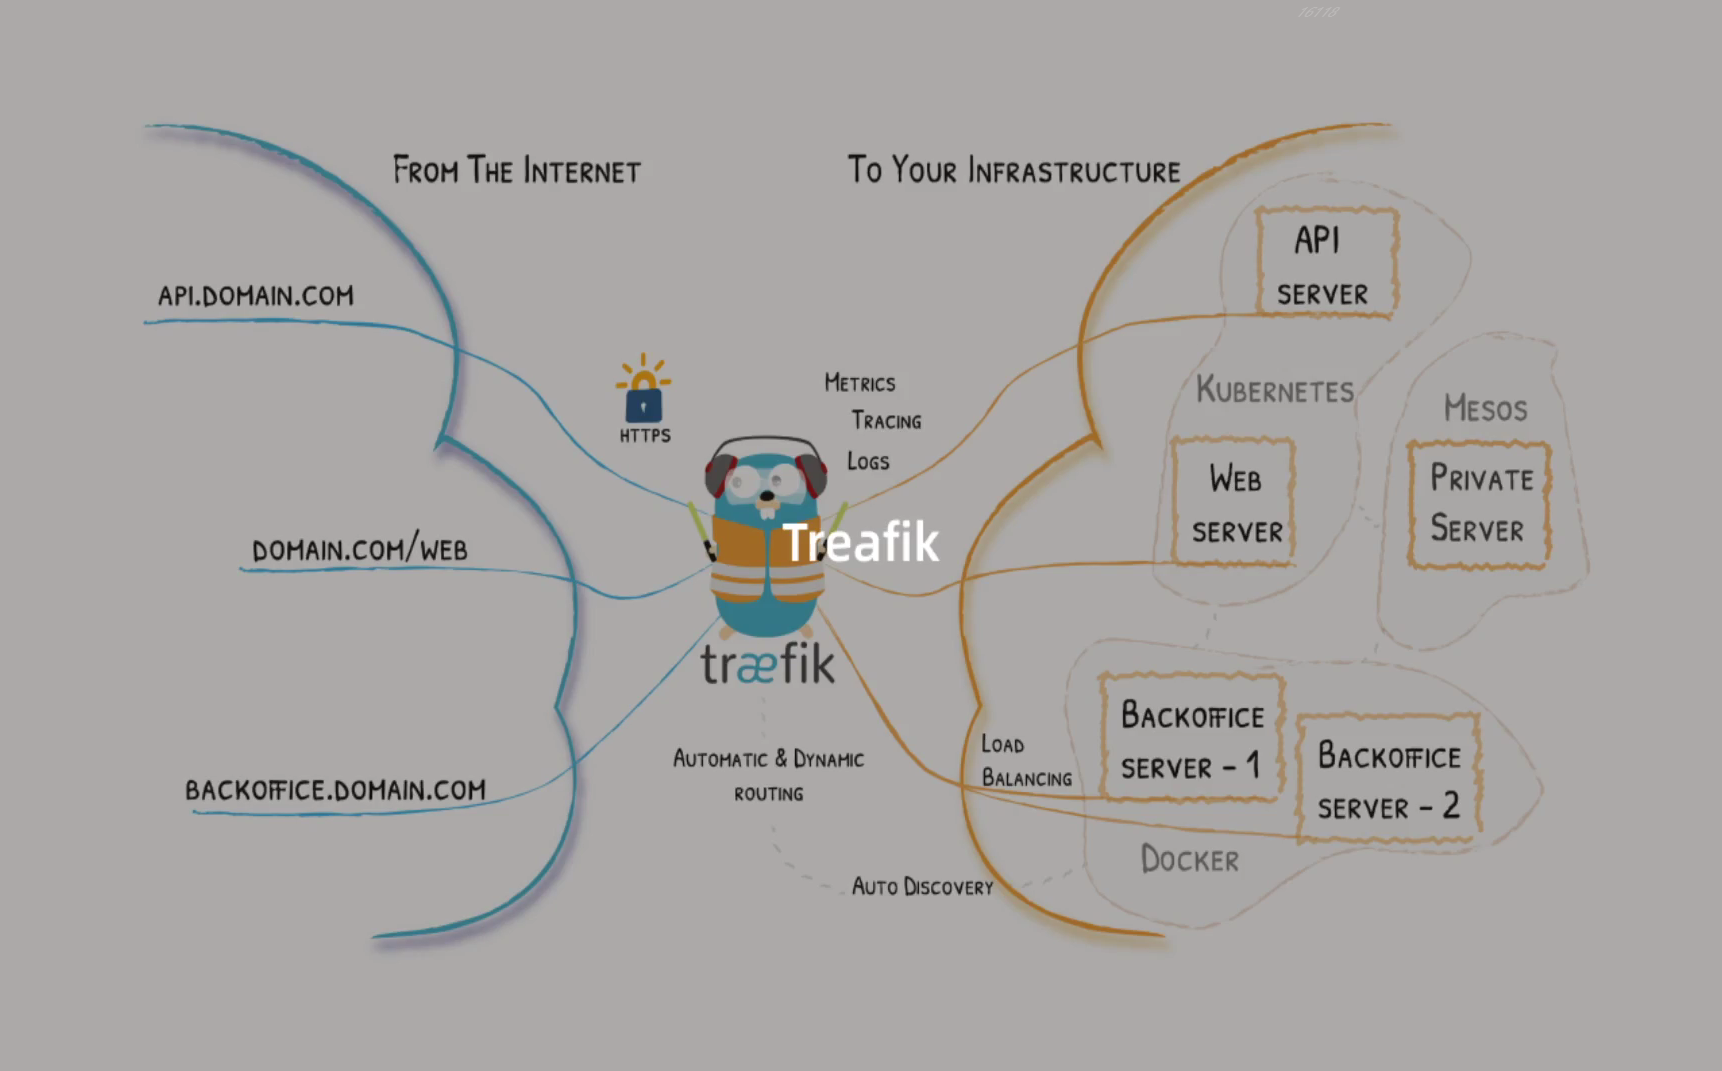 16118
FROM THE INTERNET
TO YOUR INFRASTRUCTURE
API
SERVER
API.DOMAIN.COM
METRICS
TRACING
LOGS
HTTPS
KUBERNETES
MESOS
WEB
SERVER
PRIVATE
SERVER
DOMAIN.COM/WEB
Treafik
træfik
BACKOFFICE.DOMAIN.COM
AUTOMATIC & DYNAMIC
ROUTING
LOAD
BALANCING
BACKOFFICE
SERVER - 1
BACKOFFICE
SERVER - 2
DOCKER
AUTO DISCOVERY